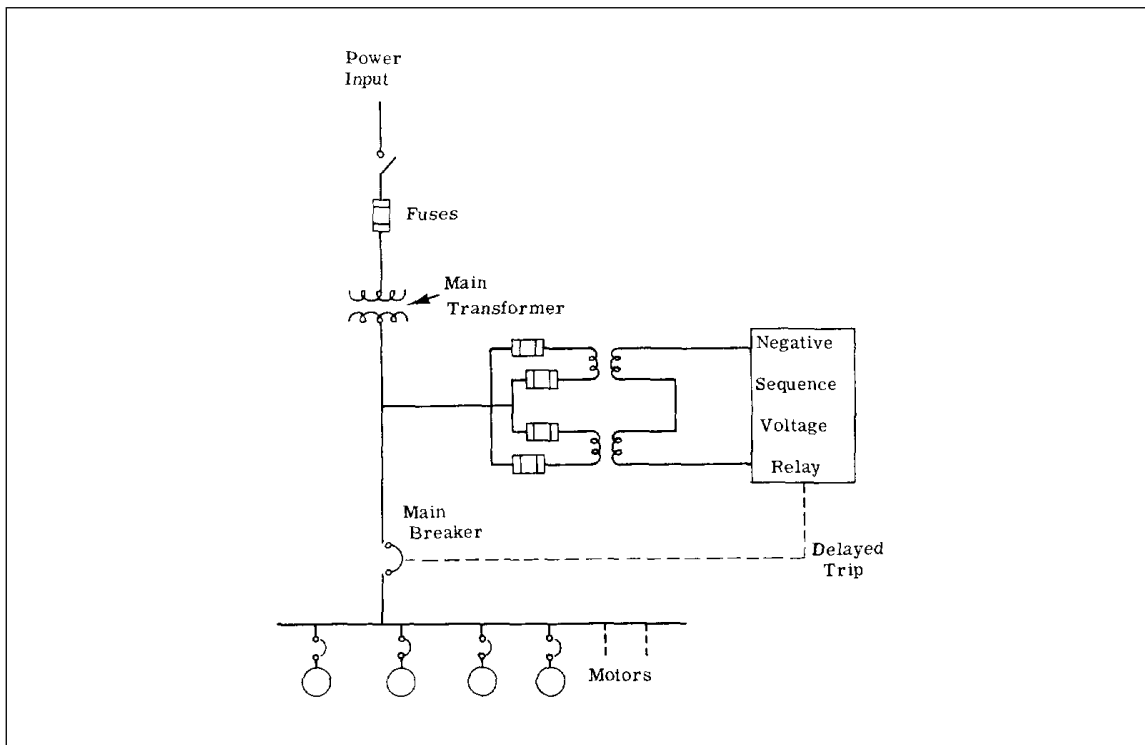 Power
Input
Fuses
Main
Transformer
Negative
Sequence
Voltage
Relay
Main
Breaker
Delayed
Trip
Motors